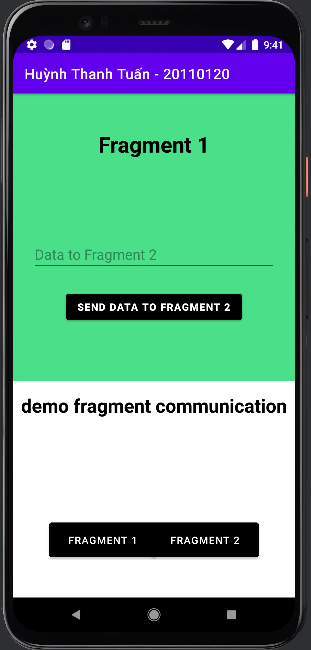 9:41
Huỳnh Thanh Tuấn - 20110120
Fragment 1
Data to Fragment 2
SEND DATA TO FRAGMENT 2
demo fragment communication
FRAGMENT 1 FRAGMENT 2